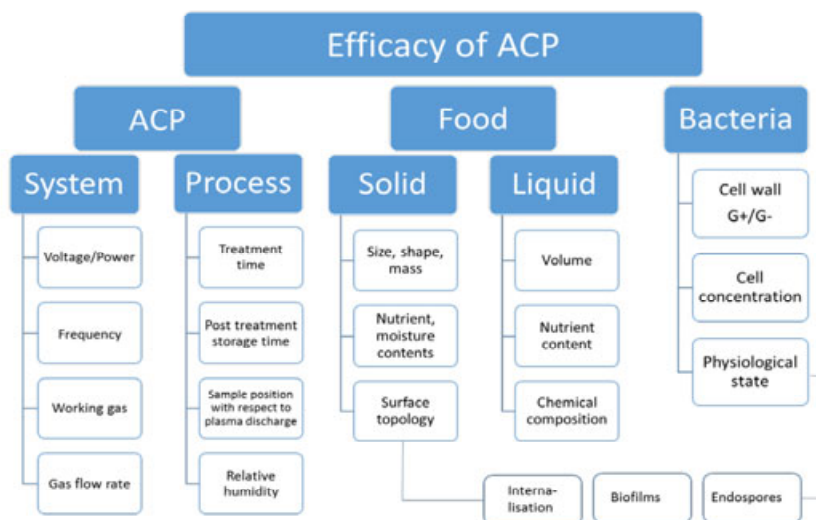 Efficacy of ACP
ACP
Food
Bacteria
System
Process
Solid
Liquid
Voltage/Power
Frequency
Working gas
Gas flow rate
Treatment
time
Post treatment
storage time
Sample position
with respect to
plasma discharge
Relative
humidity
Size, shape,
mass
Nutrient,
moisture contents
Surface
topology
Volume
Nutrient
content
Chemical
composition
Cell wall
G+/G-
Cell
concentration
Physiological
state
Interna-
lisation
Biofilms
Endospores